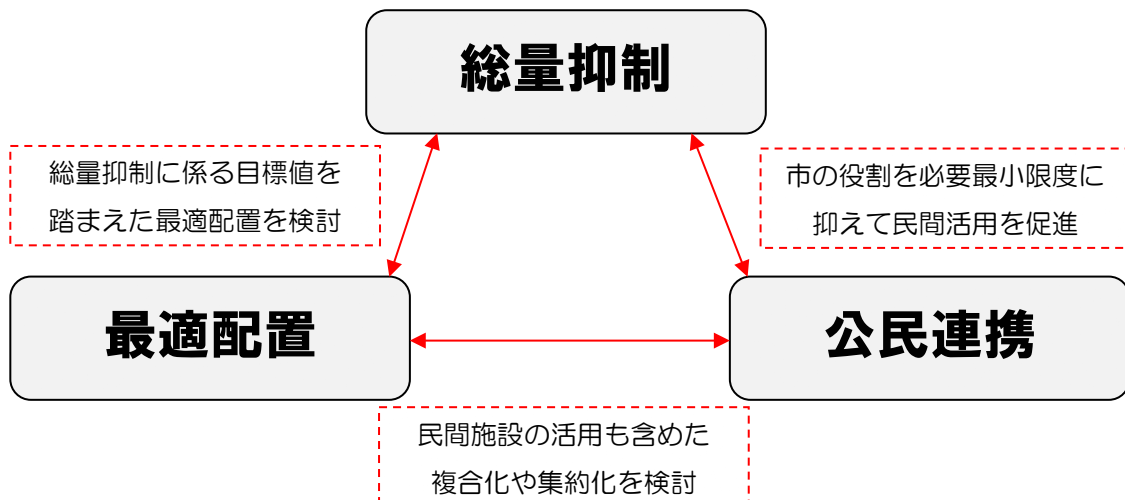 総量抑制
総量抑制に係る目標値を
踏まえた最適配置を検討
市の役割を必要最小限度に
抑えて民間活用を促進
最適配置
公民連携
民間施設の活用も含めた
複合化や集約化を検討